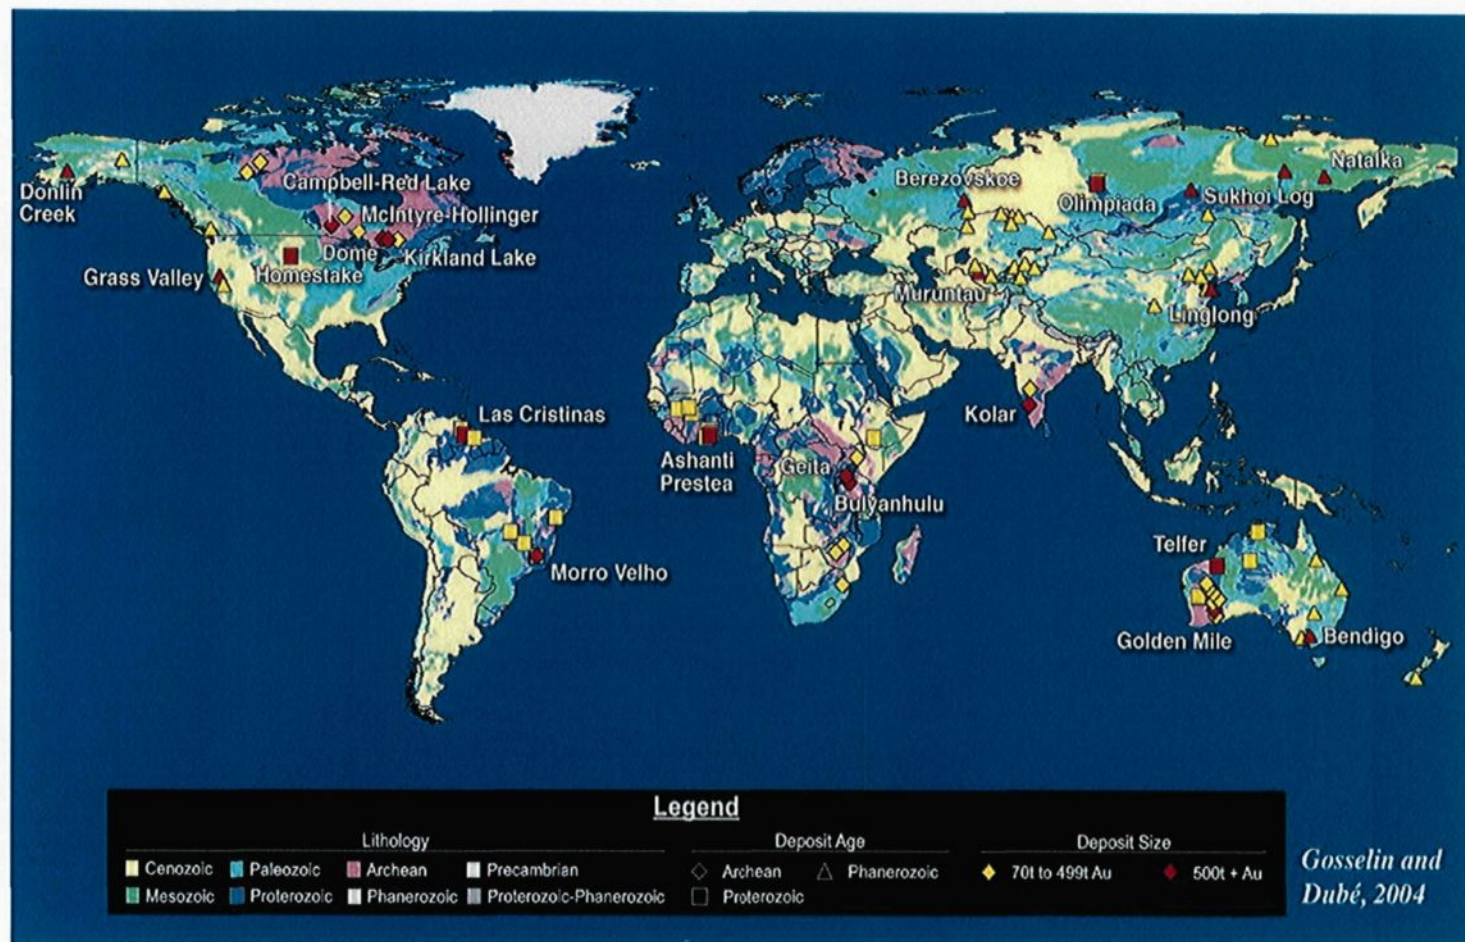 Natalka
Berezovskoe
Donlin
Creek
Campbell-Red Lake
Olimpiada
Sukhoi Log
McIntyre-Hollinger
Dome
Kirkland Lake
Grass Valley
Homestake
Muruntau
Linglong
Las Cristinas
Kolar
Ashanti
Prestea
Geita
Bulyanhulu
Telfer
Morro Velho
Golden Mile
Bendigo
Legend
Lithology
Deposit Age
Deposit Size
Cenozoic Paleozoic Archean Precambrian
Archean Phanerozoic
70t to 499t Au 500t + Au
Mesozoic Proterozoic Phanerozoic Proterozoic-Phanerozoic
Proterozoic
Gosselin and
Dubé, 2004